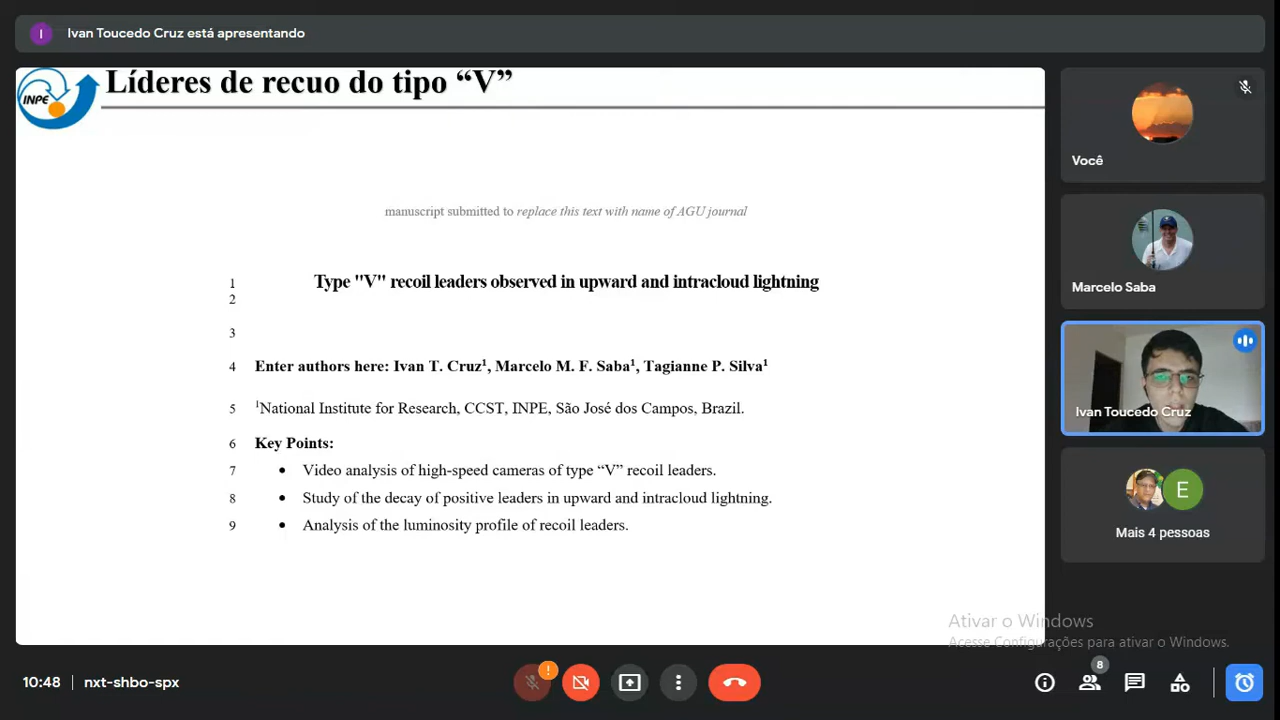 I
Ivan Toucedo Cruz está apresentando
INPE
Líderes de recuo do tipo “V”
manuscript submitted to replace this text with name of AGU journal
1 Type "V" recoil leaders observed in upward and intracloud lightning
2
3
4 Enter authors here: Ivan T. Cruz¹, Marcelo M. F. Saba¹, Tagianne P. Silva¹
5 ¹National Institute for Research, CCST, INPE, São José dos Campos, Brazil.
6 Key Points:
7 • Video analysis of high-speed cameras of type “V” recoil leaders.
8 • Study of the decay of positive leaders in upward and intracloud lightning.
9 • Analysis of the luminosity profile of recoil leaders.
Você
Marcelo Saba
Ivan Toucedo Cruz
E
Mais 4 pessoas
Ativar o Windows
Acesse Configurações para ativar o Windows.
10:48 | nxt-shbo-spx
!
8